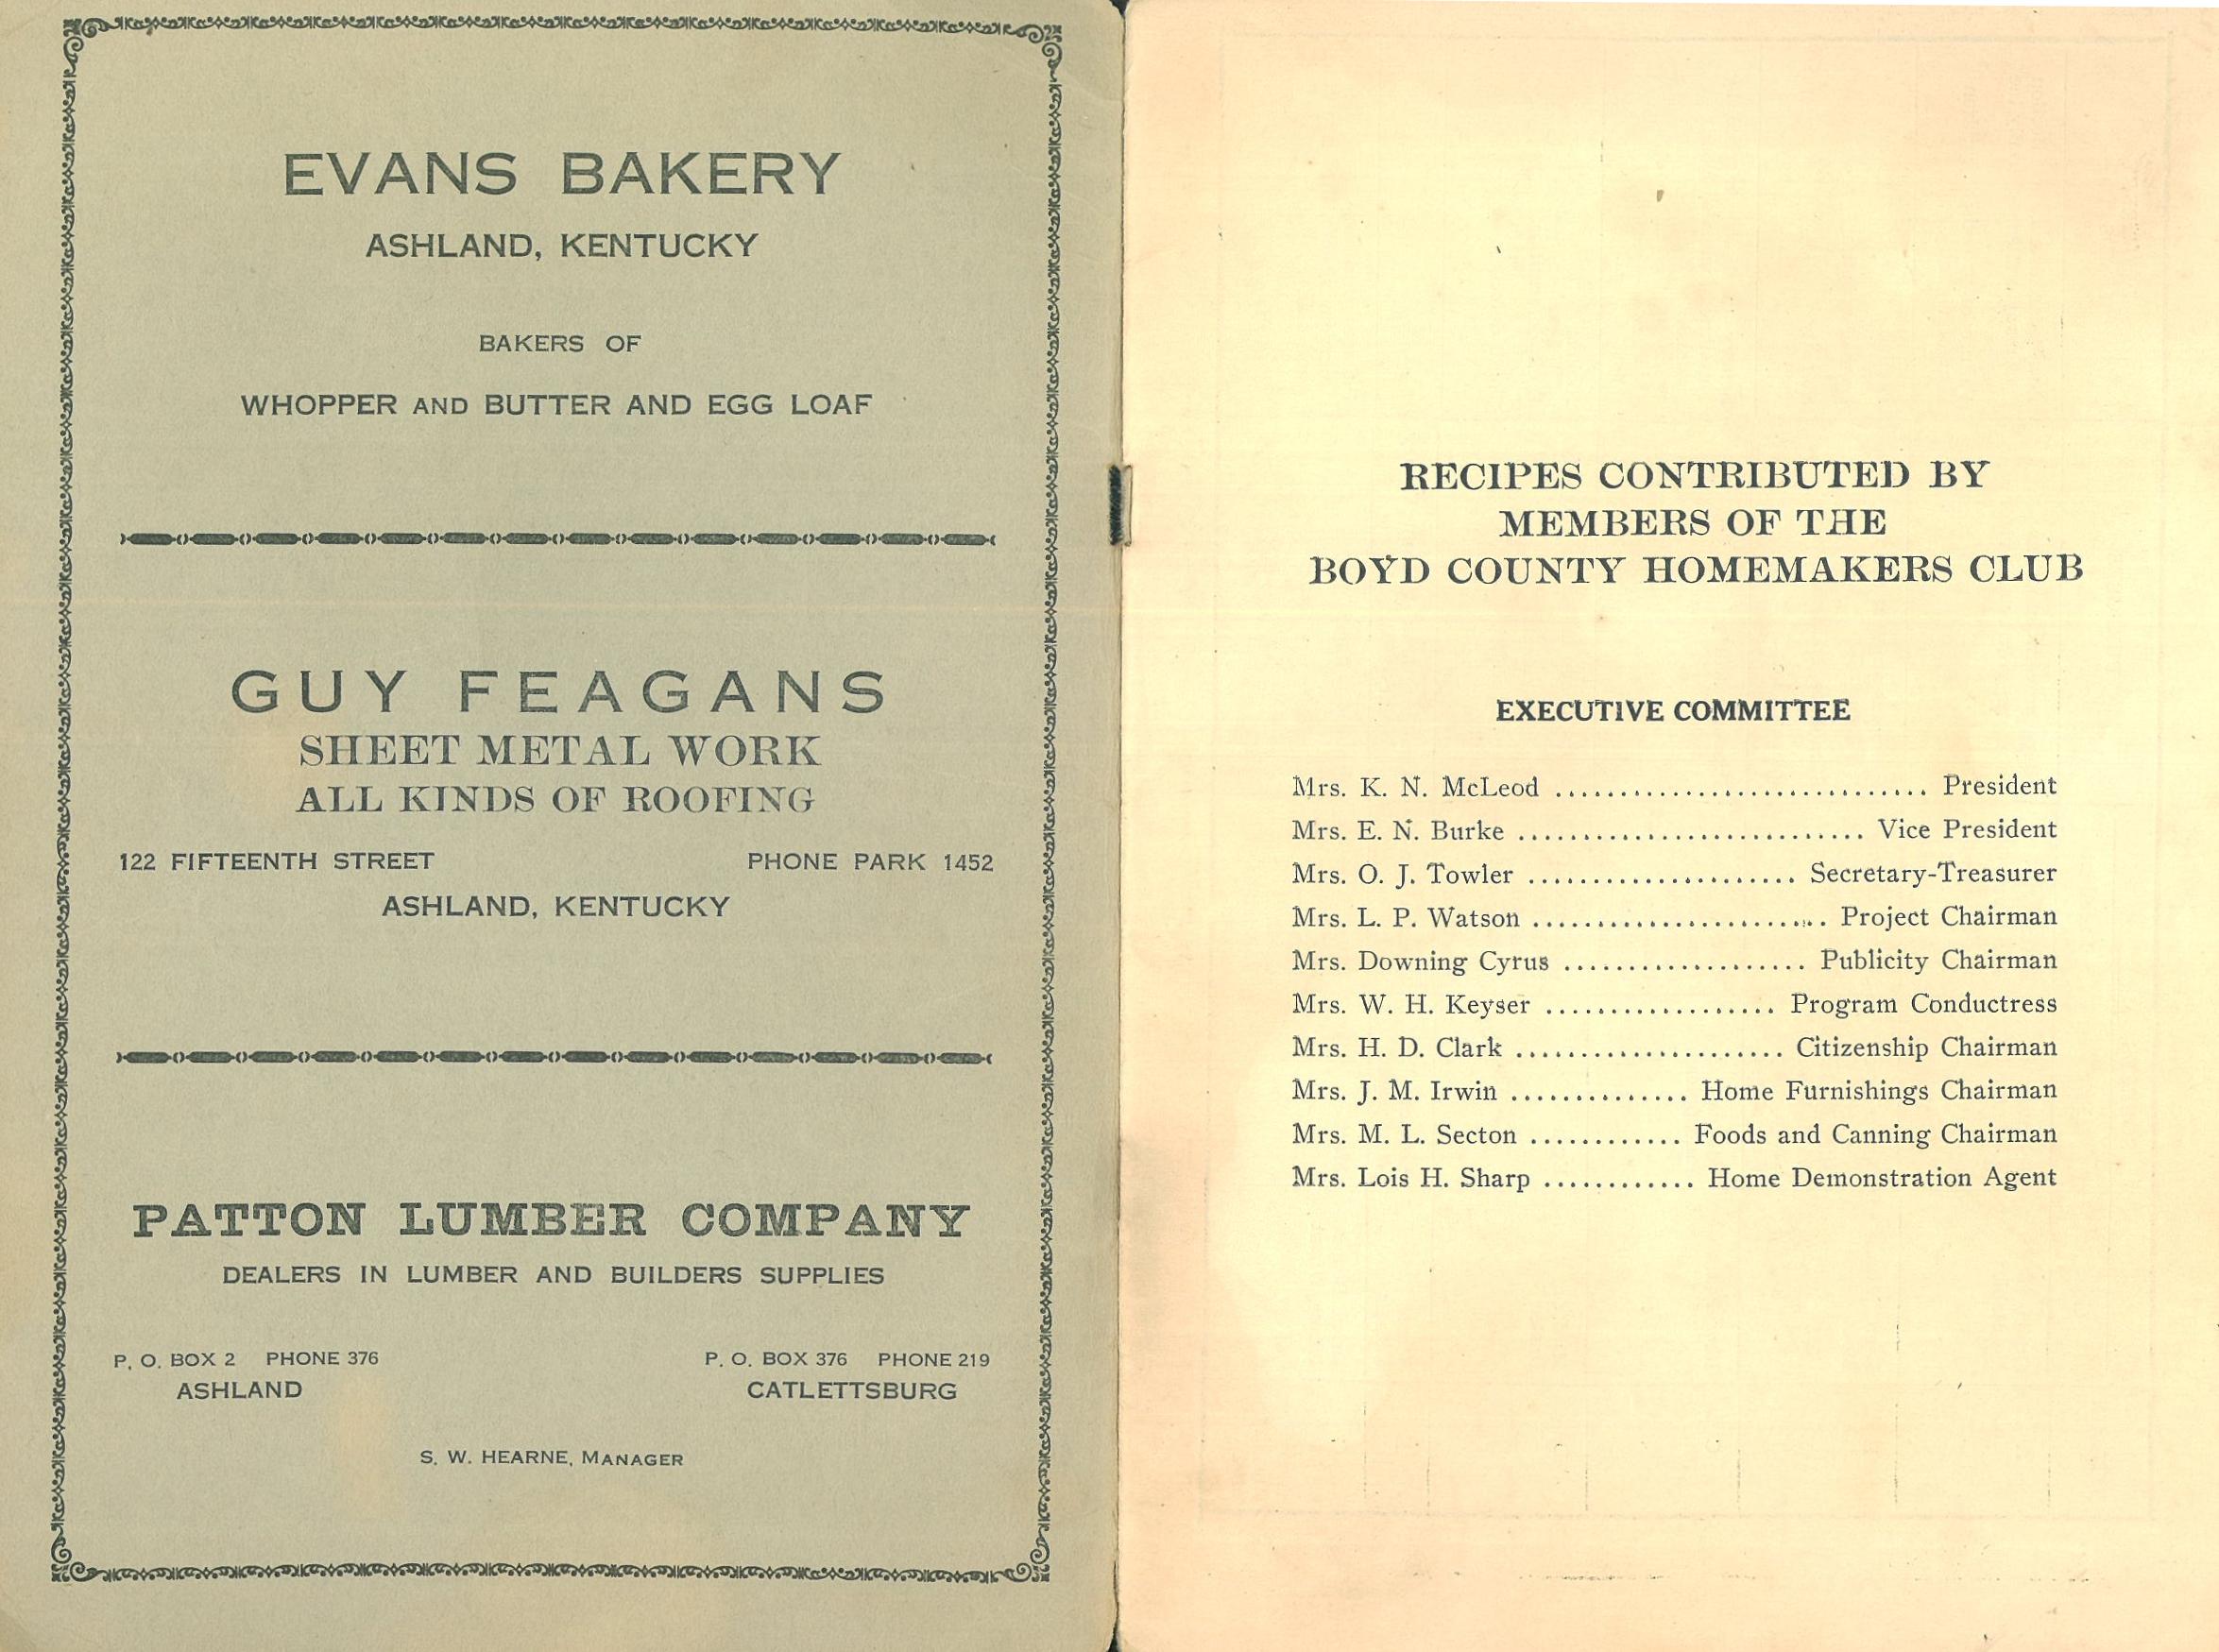 EVANS BAKERY
ASHLAND, KENTUCKY
BAKERS OF
WHOPPER AND BUTTER AND EGG LOAF
GUY FEAGANS
SHEET METAL WORK
ALL KINDS OF ROOFING
122 FIFTEENTH STREET PHONE PARK 1452
ASHLAND, KENTUCKY
PATTON LUMBER COMPANY
DEALERS IN LUMBER AND BUILDERS SUPPLIES
P. O. BOX 2 PHONE 376 P. O. BOX 376 PHONE 219
ASHLAND CATLETTSBURG
S. W. HEARNE, MANAGER
RECIPES CONTRIBUTED BY
MEMBERS OF THE
BOYD COUNTY HOMEMAKERS CLUB
EXECUTIVE COMMITTEE
Mrs. K. N. McLeod ............................. President
Mrs. E. N. Burke ........................... Vice President
Mrs. O. J. Towler ..................... Secretary-Treasurer
Mrs. L. P. Watson ....................... Project Chairman
Mrs. Downing Cyrus ................... Publicity Chairman
Mrs. W. H. Keyser .................. Program Conductress
Mrs. H. D. Clark ..................... Citizenship Chairman
Mrs. J. M. Irwin .............. Home Furnishings Chairman
Mrs. M. L. Secton ............ Foods and Canning Chairman
Mrs. Lois H. Sharp ............ Home Demonstration Agent